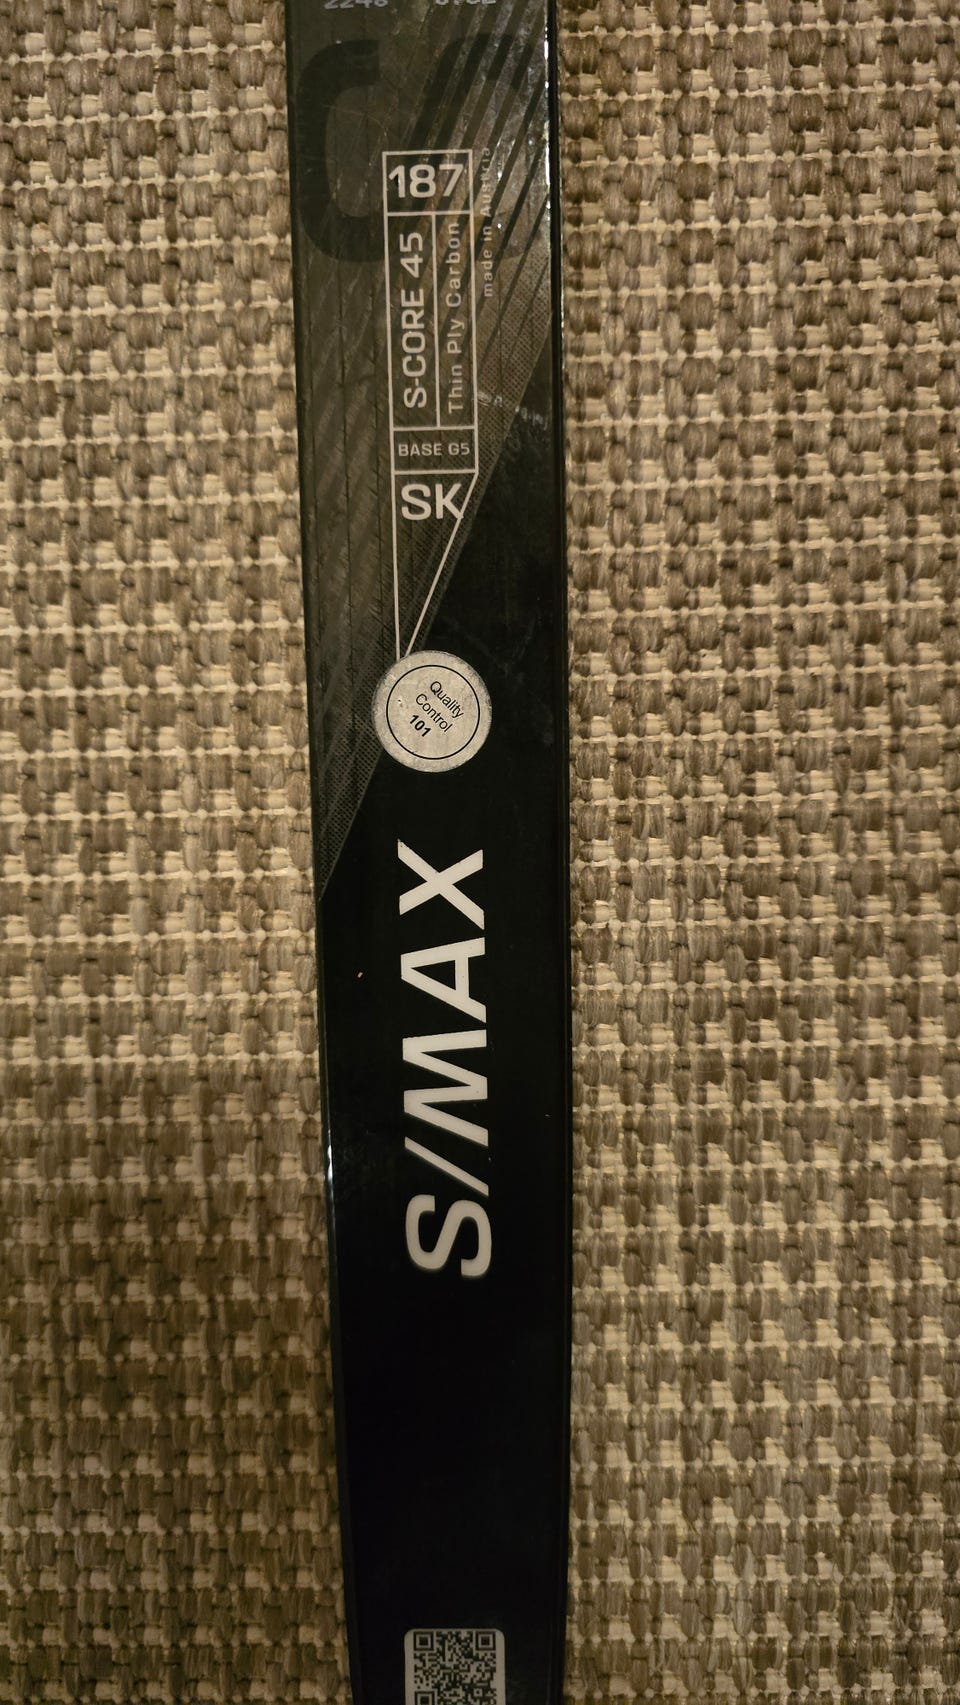 187
S-CORE 45
Thin Ply Carbon
made in Austria
BASE G5
SK
Quality
Control
101
S/MAX